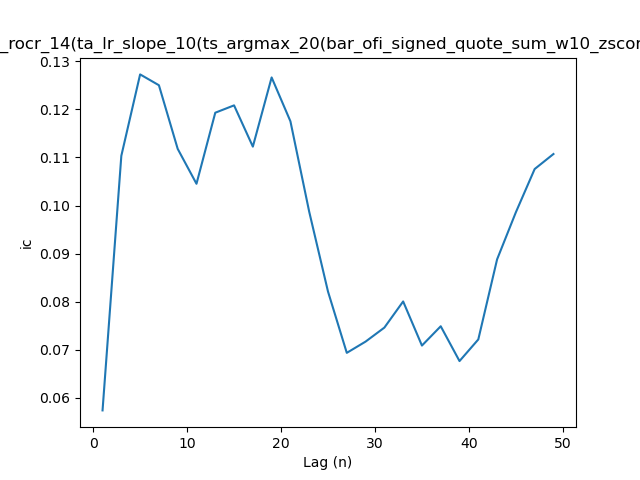 _rocr_14(ta_lr_slope_10(ts_argmax_20(bar_ofi_signed_quote_sum_w10_zscor
0.13
0.12
0.11
0.10
0.09
0.08
0.07
0.06
ic
0 10 20 30 40 50
Lag (n)